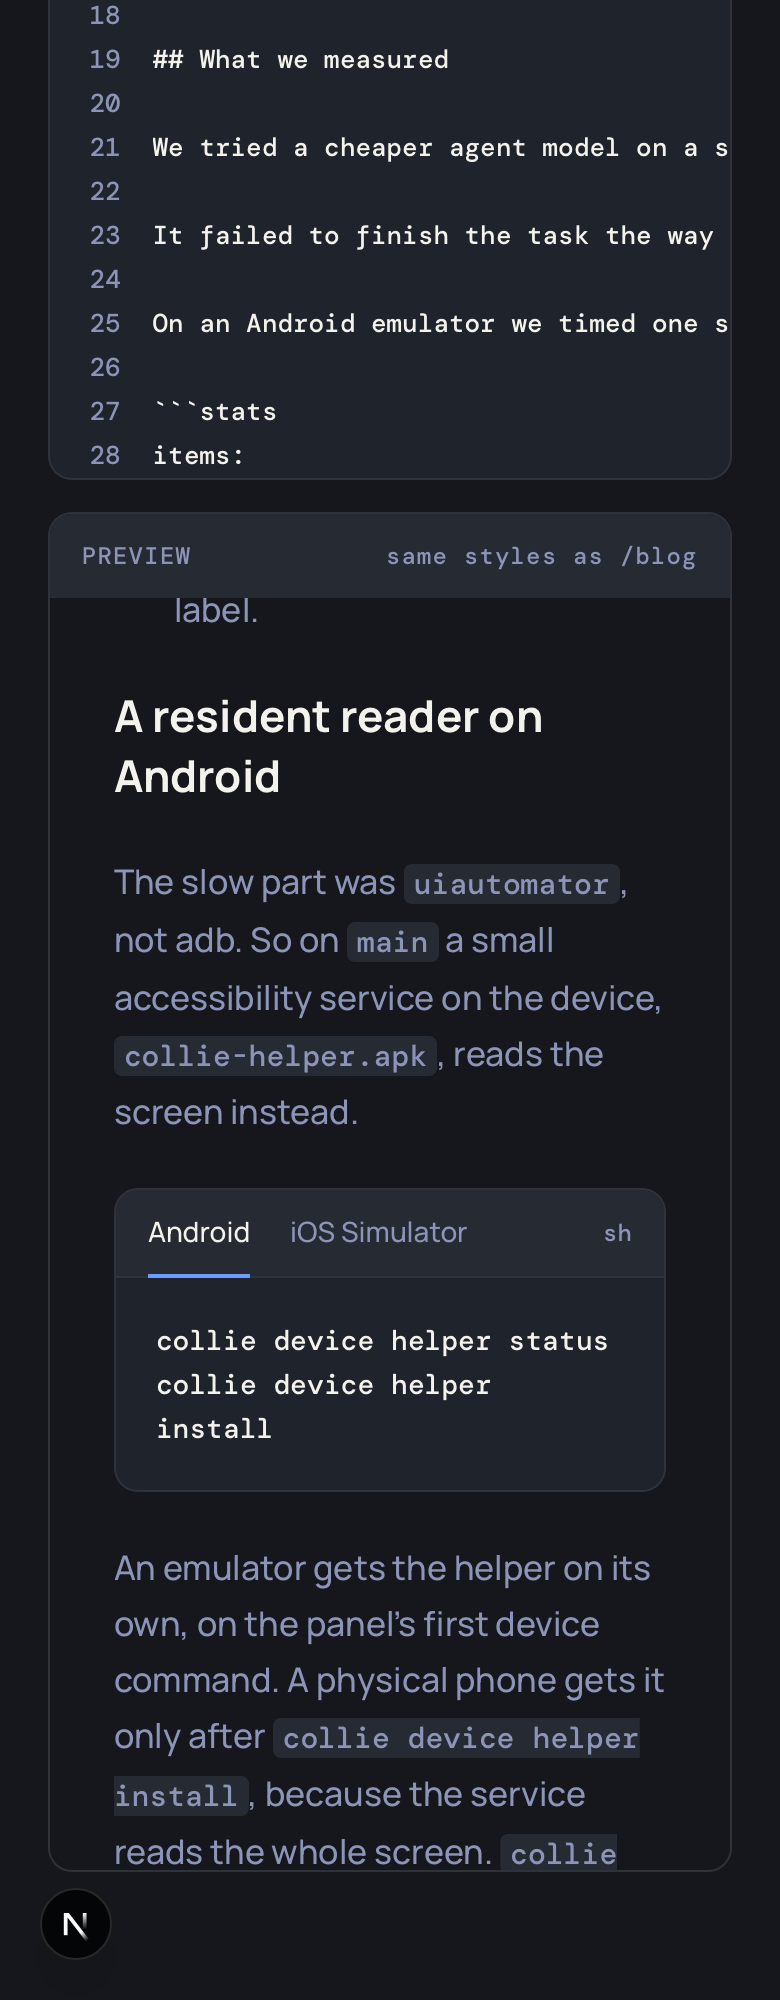 18
19 ## What we measured
20
21 We tried a cheaper agent model on a s
22
23 It failed to finish the task the way
24
25 On an Android emulator we timed one s
26
27 ```stats
28 items:
PREVIEW same styles as /blog
label.
A resident reader on
Android
The slow part was uiautomator,
not adb. So on main a small
accessibility service on the device,
collie-helper.apk, reads the
screen instead.
Android iOS Simulator sh
collie device helper status
collie device helper
install
An emulator gets the helper on its
own, on the panel’s first device
command. A physical phone gets it
only after collie device helper
install, because the service
reads the whole screen. collie
N